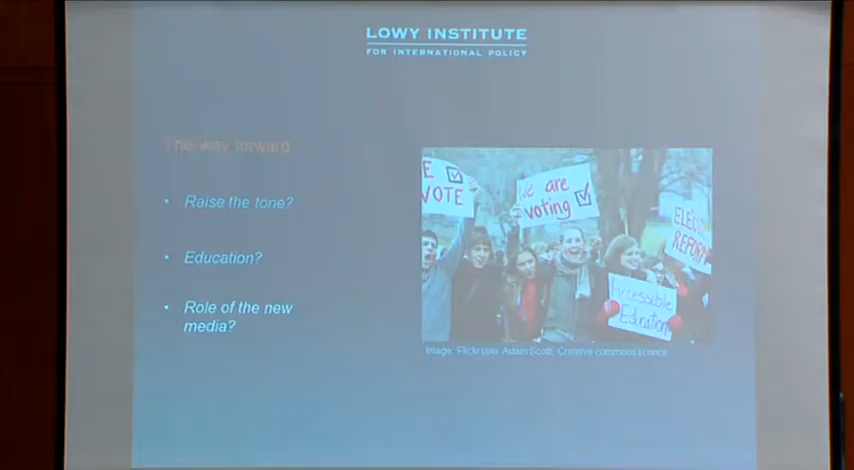 LOWY INSTITUTE
FOR INTERNATIONAL POLICY
The way forward
• Raise the tone?
• Education?
• Role of the new
media?
VOTE
We are
voting
REFORM
Accessible
Education
Image: Flickr user Adam Scott, Creative commons licence